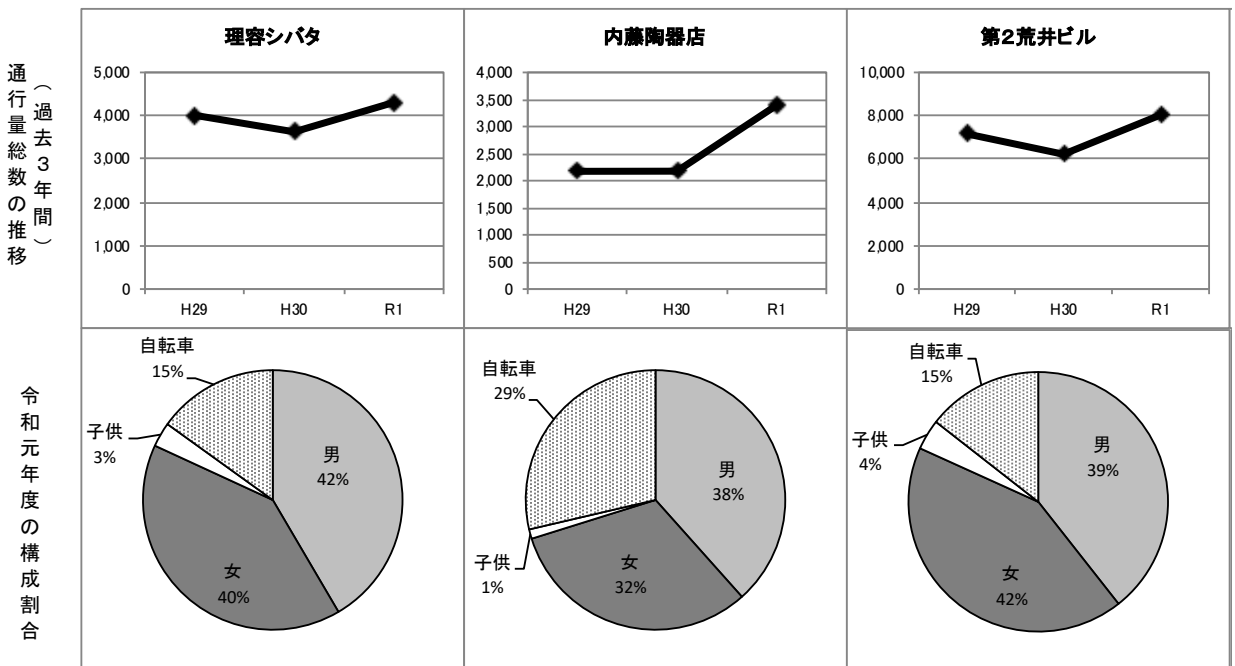 理容シバタ
内藤陶器店
第2荒井ビル
通行量総数の推移
（過去３年間）
5,000
4,000
3,000
2,000
1,000
0
H29
H30
R1
4,000
3,500
3,000
2,500
2,000
1,500
1,000
500
0
H29
H30
R1
10,000
8,000
6,000
4,000
2,000
0
H29
H30
R1
令和元年度の構成割合
自転車
15%
子供
3%
男
42%
女
40%
自転車
29%
子供
1%
男
38%
女
32%
自転車
15%
子供
4%
男
39%
女
42%